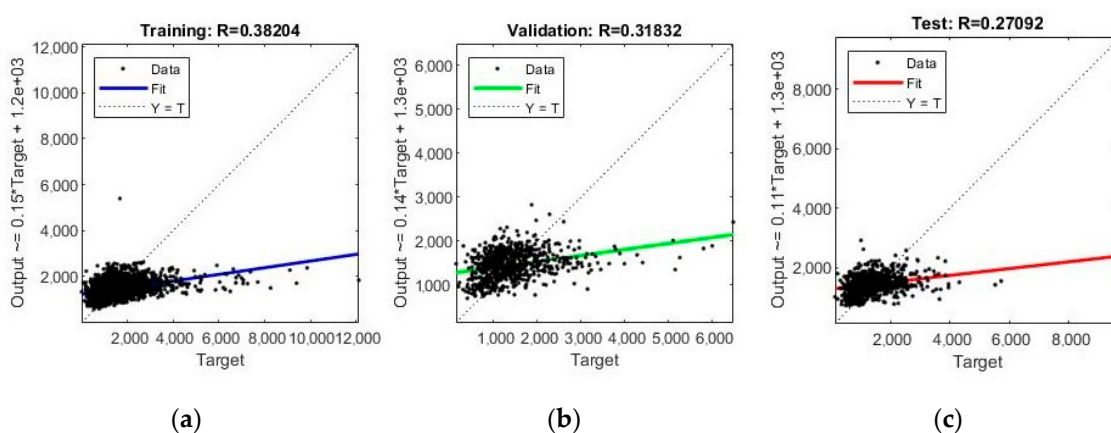 Training: R=0.38204
Output ~= 0.15*Target + 1.2e+03
12,000
10,000
8,000
6,000
4,000
2,000
Data
Fit
Y = T
2,000 4,000 6,000 8,000 10,000 12,000
Target
(a)
Validation: R=0.31832
Output ~= 0.14*Target + 1.3e+03
6,000
5,000
4,000
3,000
2,000
1,000
Data
Fit
Y = T
1,000 2,000 3,000 4,000 5,000 6,000
Target
(b)
Test: R=0.27092
Output ~= 0.11*Target + 1.3e+03
8,000
6,000
4,000
2,000
Data
Fit
Y = T
2,000 4,000 6,000 8,000
Target
(c)